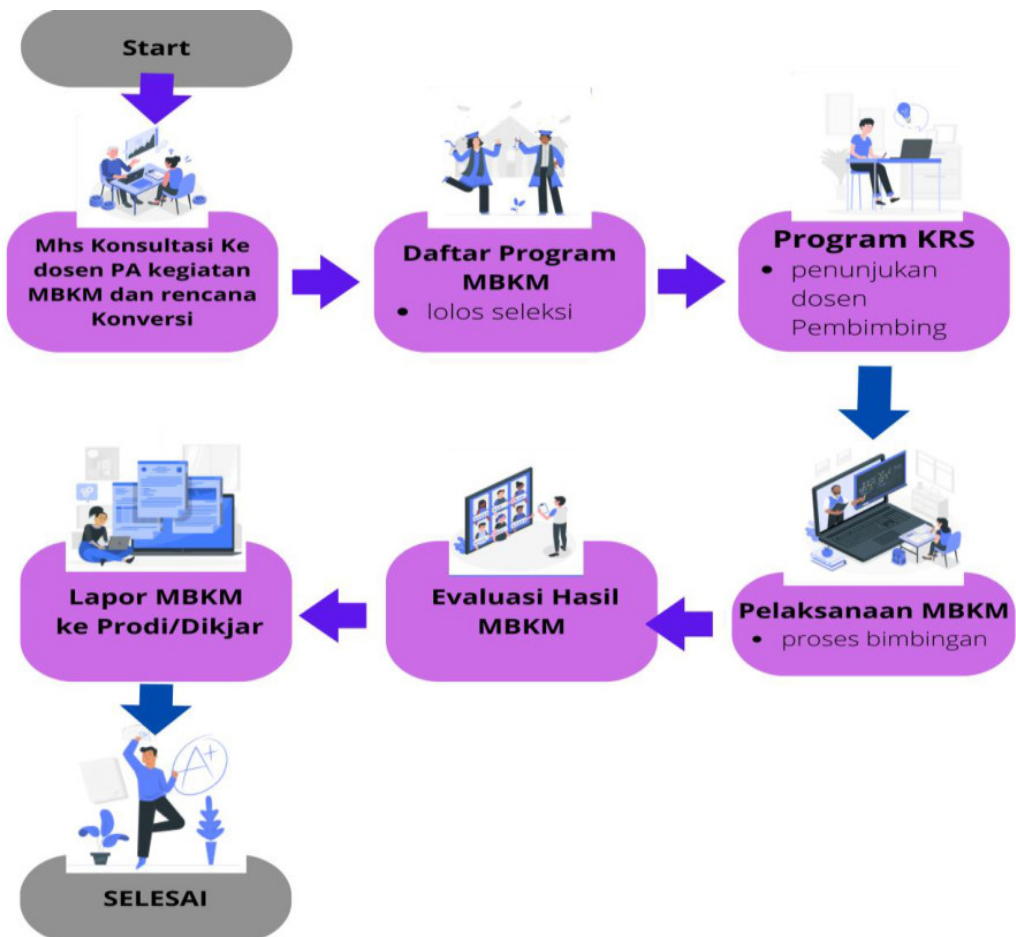 Start
Mhs Konsultasi Ke
dosen PA kegiatan
MBKM dan rencana
Konversi
Daftar Program
MBKM
• lolos seleksi
Program KRS
• penunjukan
dosen
Pembimbing
Pelaksanaan MBKM
• proses bimbingan
Evaluasi Hasil
MBKM
Lapor MBKM
ke Prodi/Dikjar
A+
SELESAI